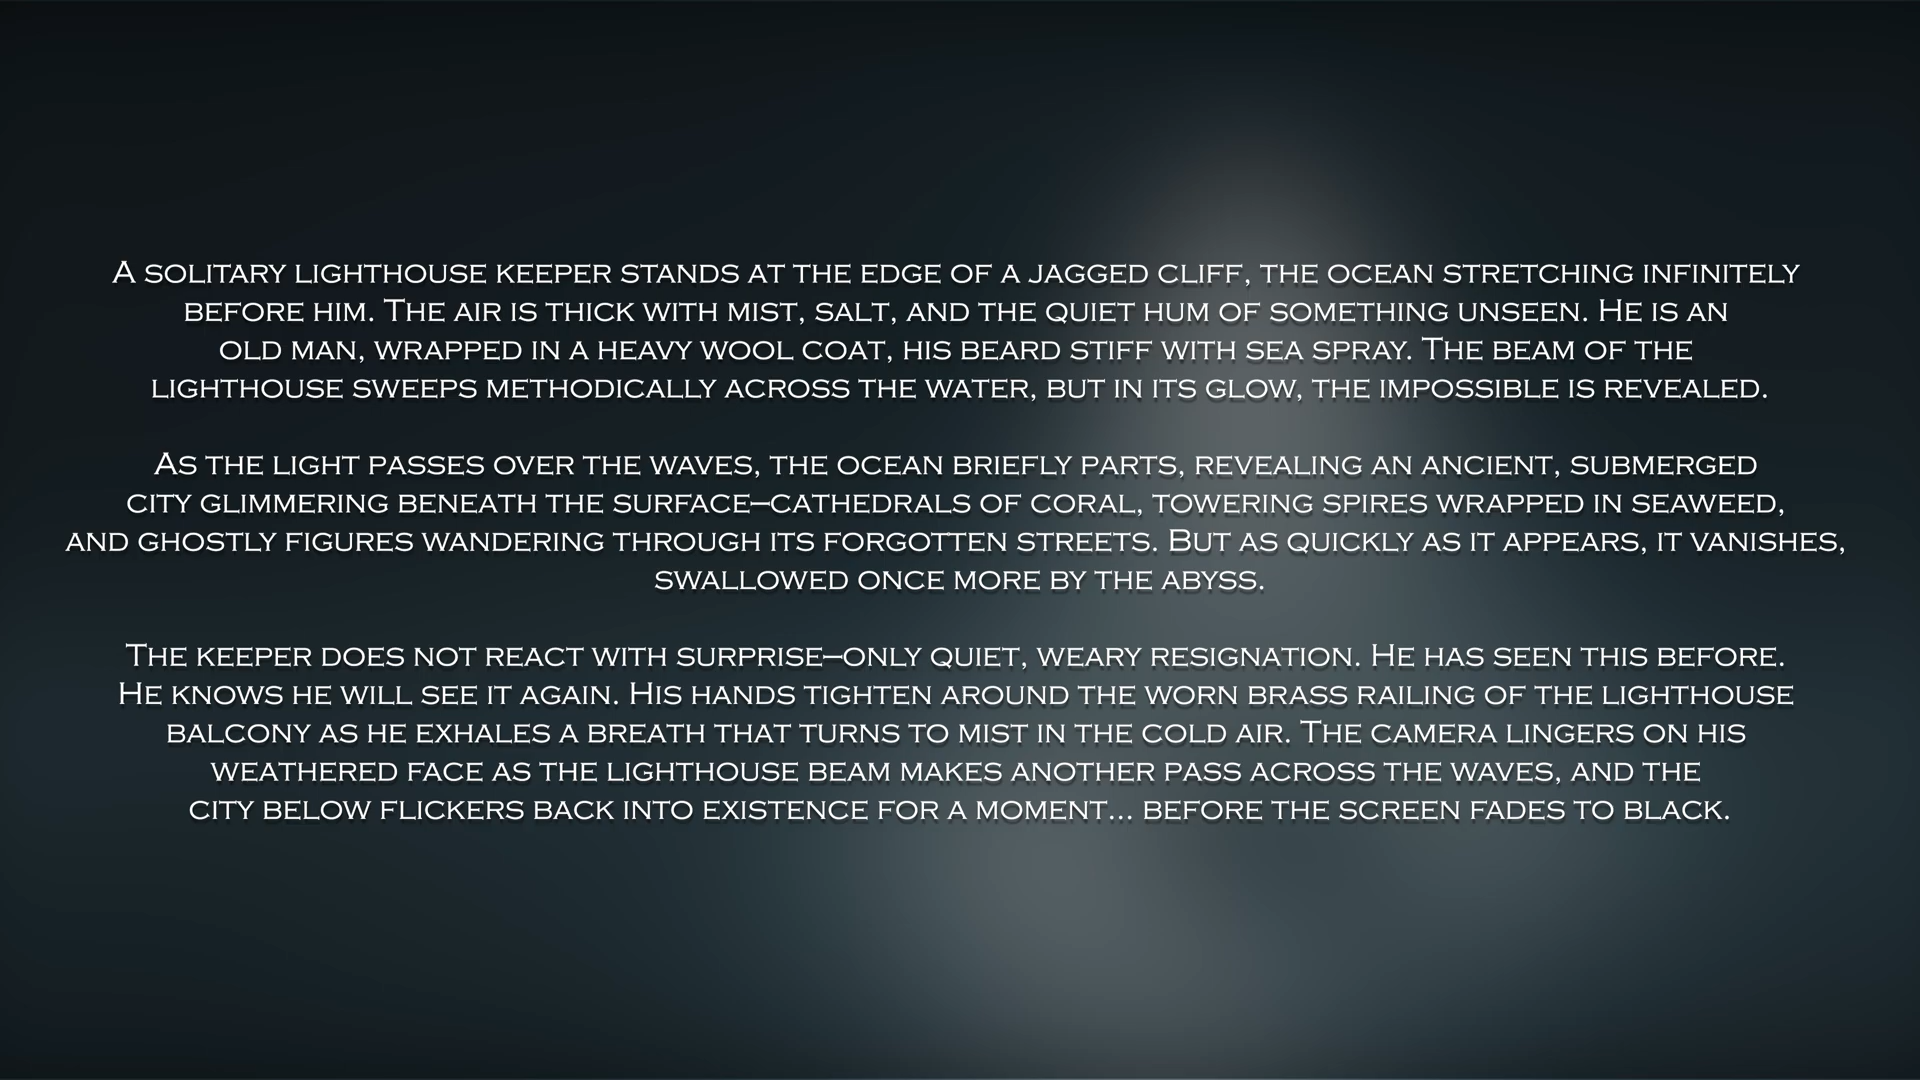 A solitary lighthouse keeper stands at the edge of a jagged cliff, the ocean stretching infinitely
before him. The air is thick with mist, salt, and the quiet hum of something unseen. He is an
old man, wrapped in a heavy wool coat, his beard stiff with sea spray. The beam of the
lighthouse sweeps methodically across the water, but in its glow, the impossible is revealed.
As the light passes over the waves, the ocean briefly parts, revealing an ancient, submerged
city glimmering beneath the surface—cathedrals of coral, towering spires wrapped in seaweed,
and ghostly figures wandering through its forgotten streets. But as quickly as it appears, it vanishes,
swallowed once more by the abyss.
The keeper does not react with surprise—only quiet, weary resignation. He has seen this before.
He knows he will see it again. His hands tighten around the worn brass railing of the lighthouse
balcony as he exhales a breath that turns to mist in the cold air. The camera lingers on his
weathered face as the lighthouse beam makes another pass across the waves, and the
city below flickers back into existence for a moment... before the screen fades to black.